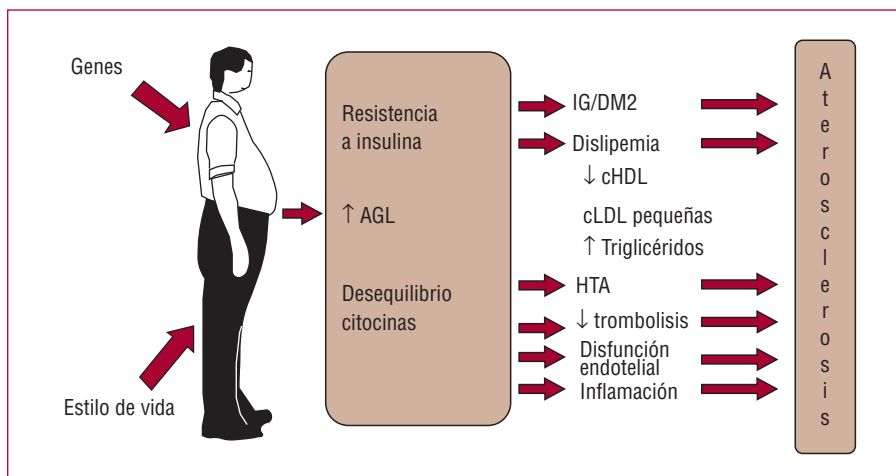 Genes
Estilo de vida
Resistencia
a insulina
↑ AGL
Desequilibrio
citocinas
IG/DM2
Dislipemia
↓ cHDL
cLDL pequeñas
↑ Triglicéridos
HTA
↓ trombolisis
Disfunción
endotelial
Inflamación
A
t
e
r
o
s
c
l
e
r
o
s
i
s